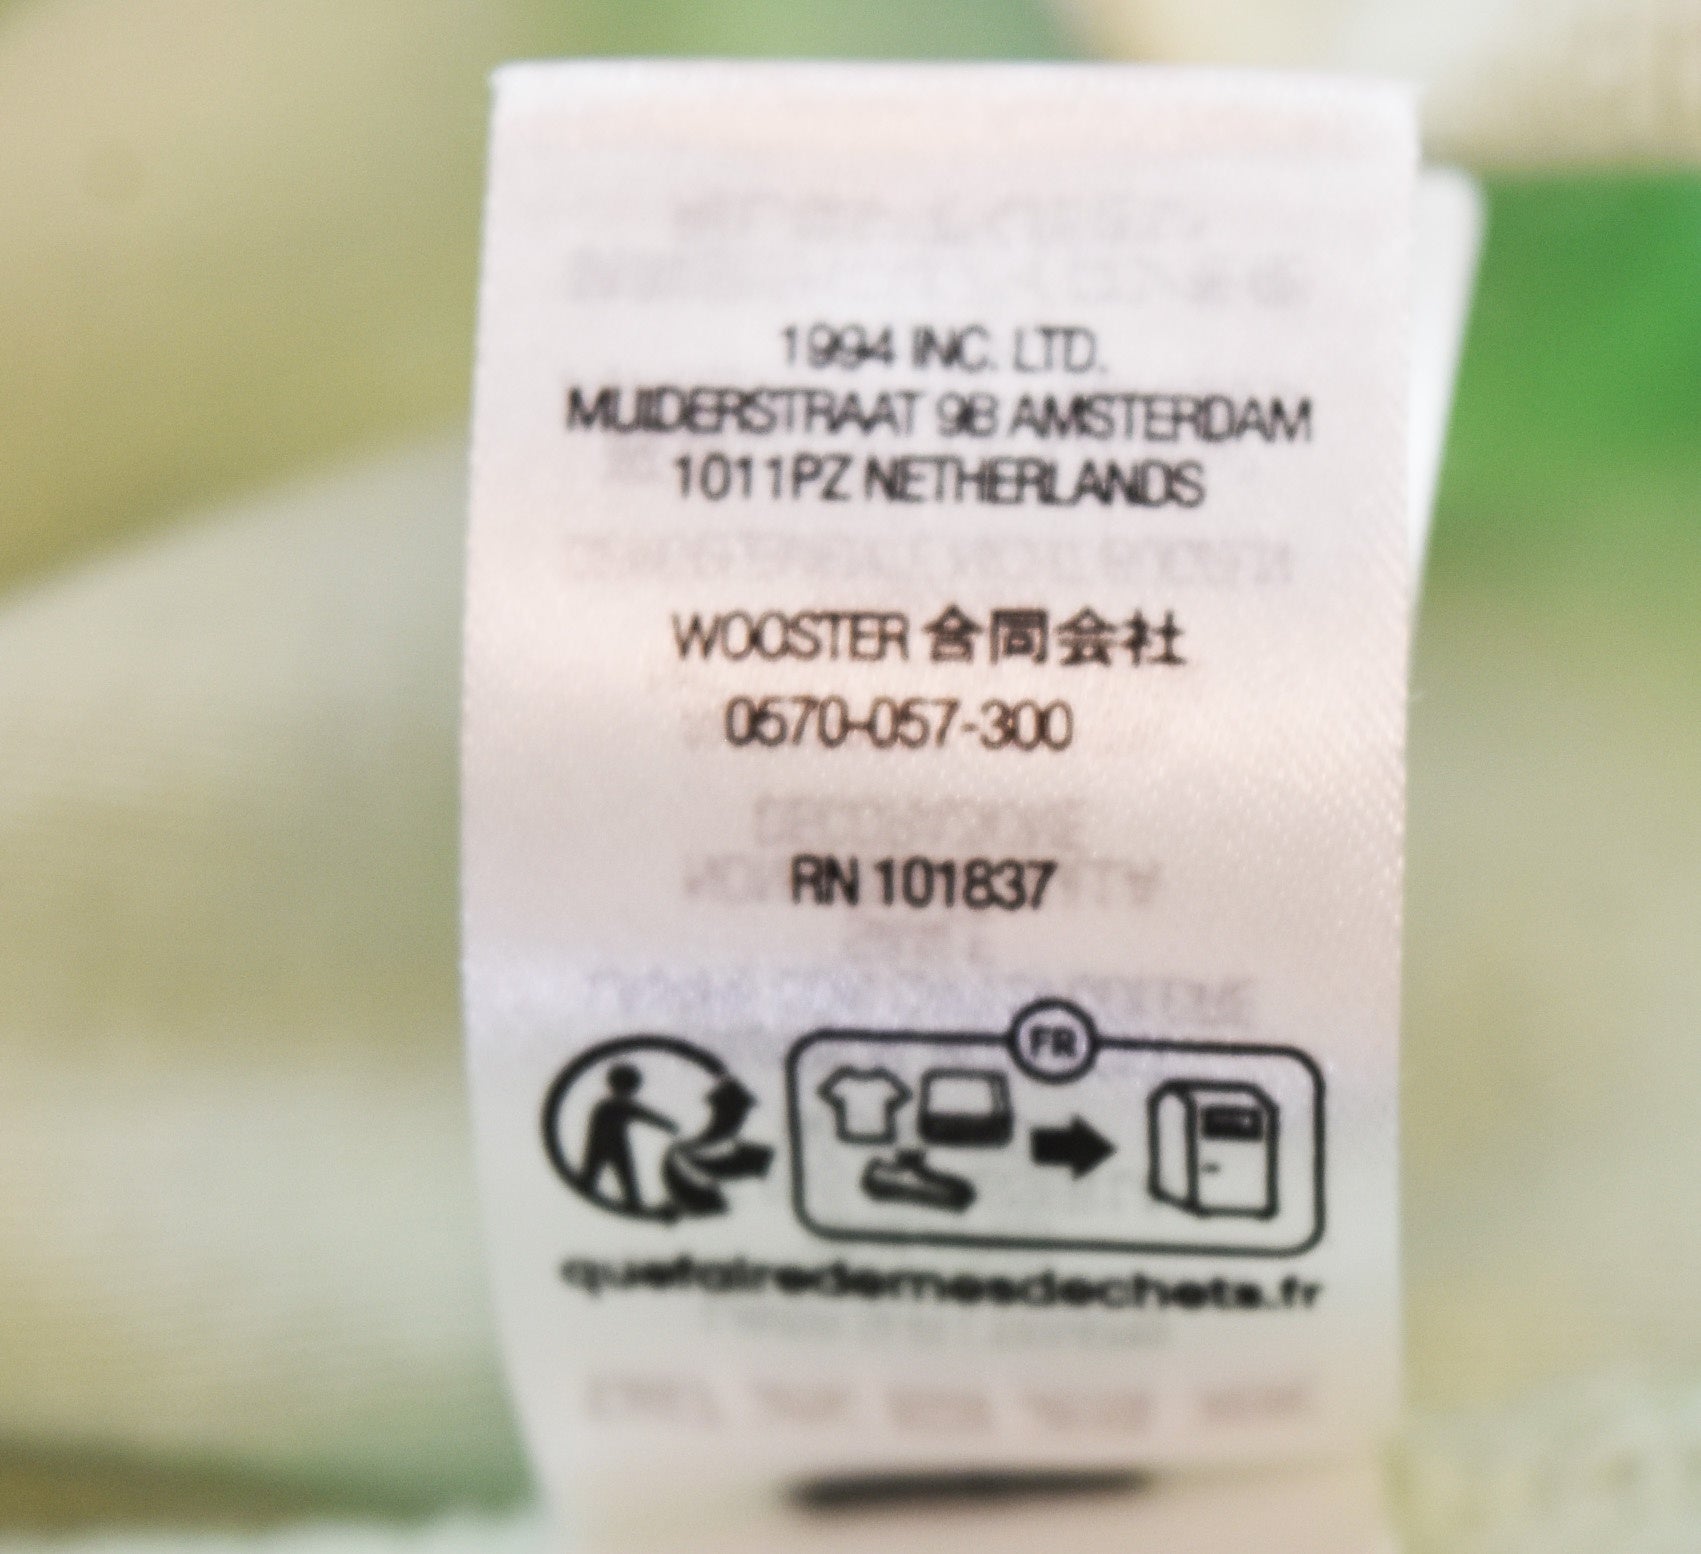 1994 INC. LTD.
MUIDERSTRAAT 9B AMSTERDAM
1011PZ NETHERLANDS
WOOSTER 合同会社
0570-057-300
RN 101837
FR
quefairedemesdechets.fr